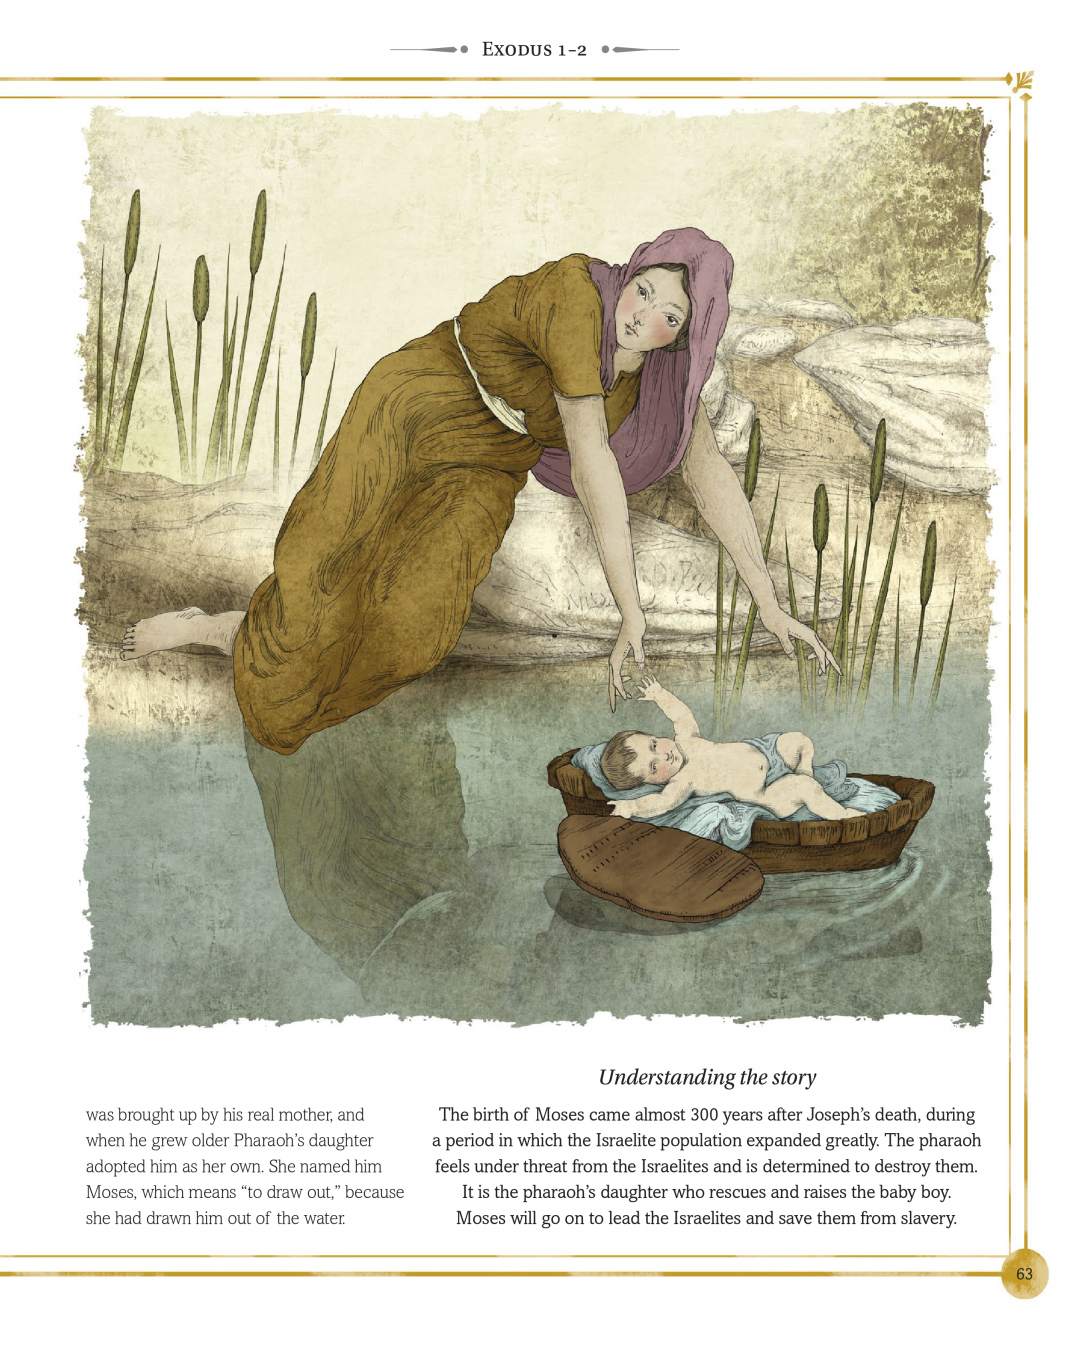 Exodus 1–2
was brought up by his real mother, and
when he grew older Pharaoh’s daughter
adopted him as her own. She named him
Moses, which means “to draw out,” because
she had drawn him out of the water.
Understanding the story
The birth of Moses came almost 300 years after Joseph’s death, during
a period in which the Israelite population expanded greatly. The pharaoh
feels under threat from the Israelites and is determined to destroy them.
It is the pharaoh’s daughter who rescues and raises the baby boy.
Moses will go on to lead the Israelites and save them from slavery.
63